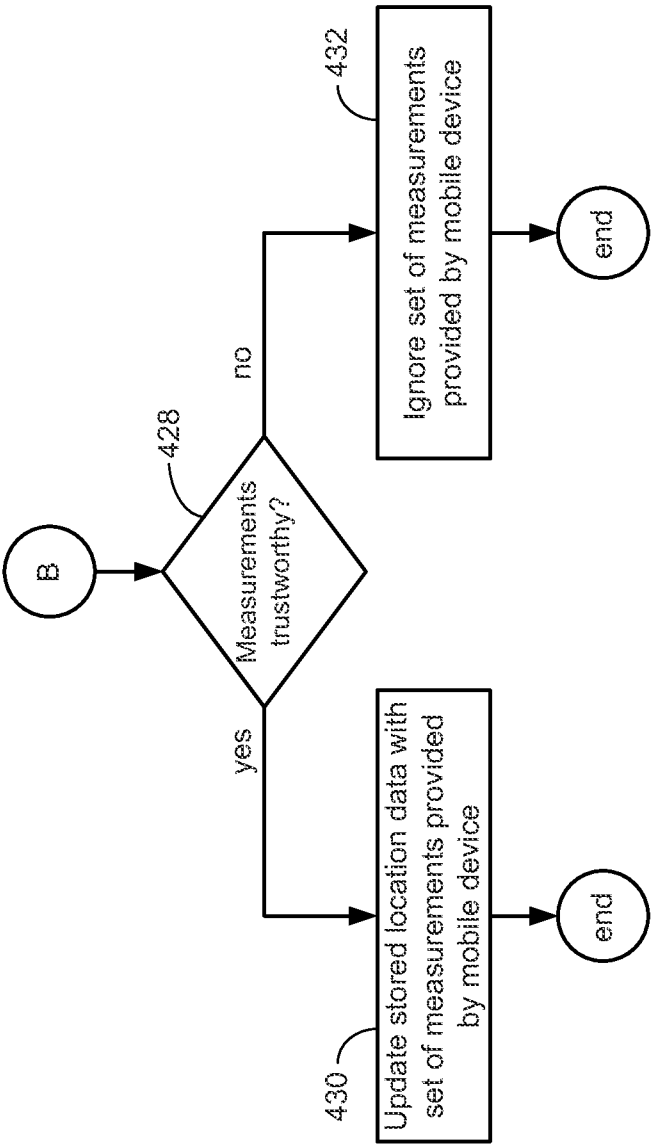 B
428
Measurements
trustworthy?
yes
no
430
Update stored location data with
set of measurements provided
by mobile device
432
Ignore set of measurements
provided by mobile device
end
end